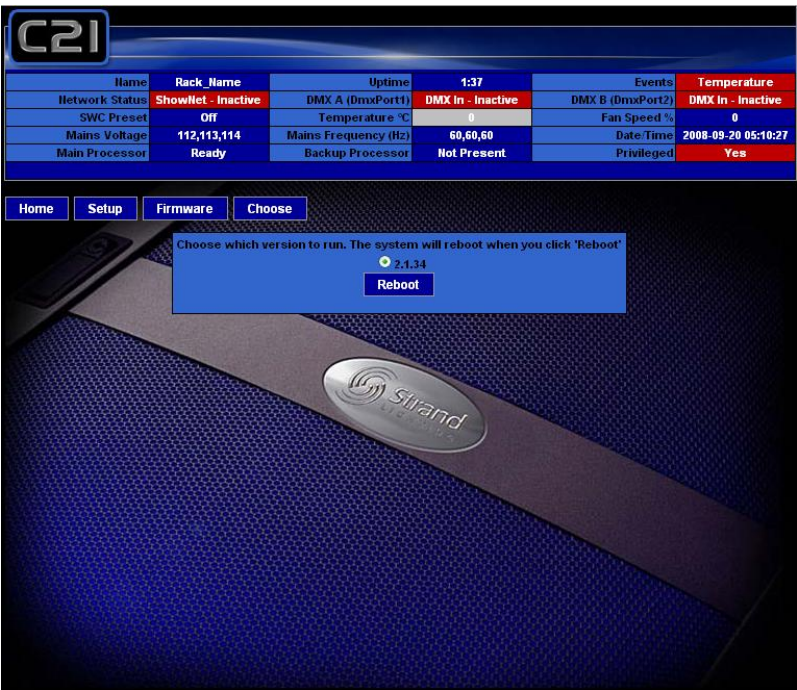 C21
Name Rack_Name Uptime 1:37 Events Temperature
Network Status ShowNet - Inactive DMX A (DmxPort1) DMX In - Inactive DMX B (DmxPort2) DMX In - Inactive
SWC Preset Off Temperature °C 0 Fan Speed % 0
Mains Voltage 112,113,114 Mains Frequency (Hz) 60,60,60 Date/Time 2008-09-20 05:10:27
Main Processor Ready Backup Processor Not Present Privileged Yes
Home Setup Firmware Choose
Choose which version to run. The system will reboot when you click 'Reboot'
2.1.34
Reboot
Strand
LIGHTING